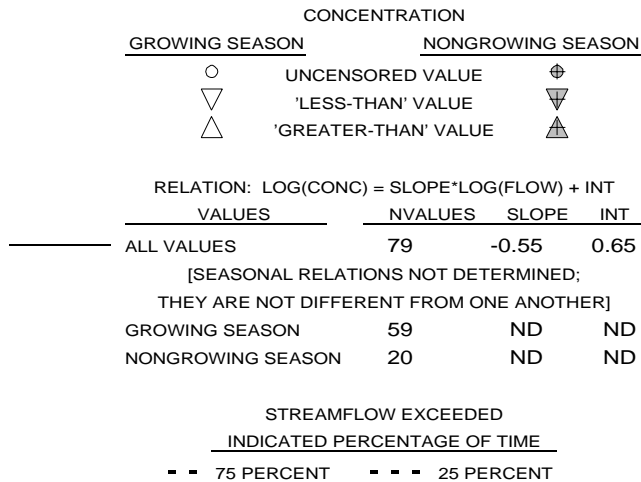 CONCENTRATION
GROWING SEASON NONGROWING SEASON
UNCENSORED VALUE
'LESS-THAN' VALUE
'GREATER-THAN' VALUE
RELATION: LOG(CONC) = SLOPE*LOG(FLOW) + INT
VALUES NVALUES SLOPE INT
ALL VALUES 79 -0.55 0.65
[SEASONAL RELATIONS NOT DETERMINED;
THEY ARE NOT DIFFERENT FROM ONE ANOTHER]
GROWING SEASON 59 ND ND
NONGROWING SEASON 20 ND ND
STREAMFLOW EXCEEDED
INDICATED PERCENTAGE OF TIME
75 PERCENT 25 PERCENT